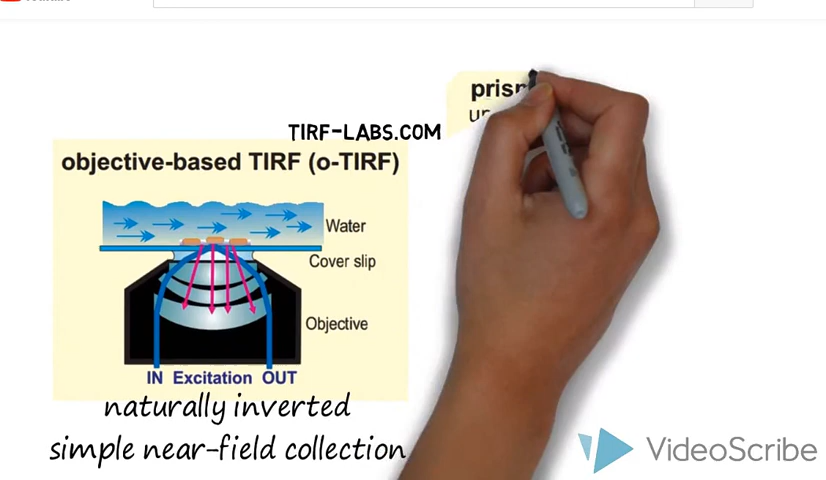 TIRF-LABS.COM
objective-based TIRF (o-TIRF)
Water
Cover slip
Objective
IN Excitation OUT
naturally inverted
simple near-field collection
VideoScribe